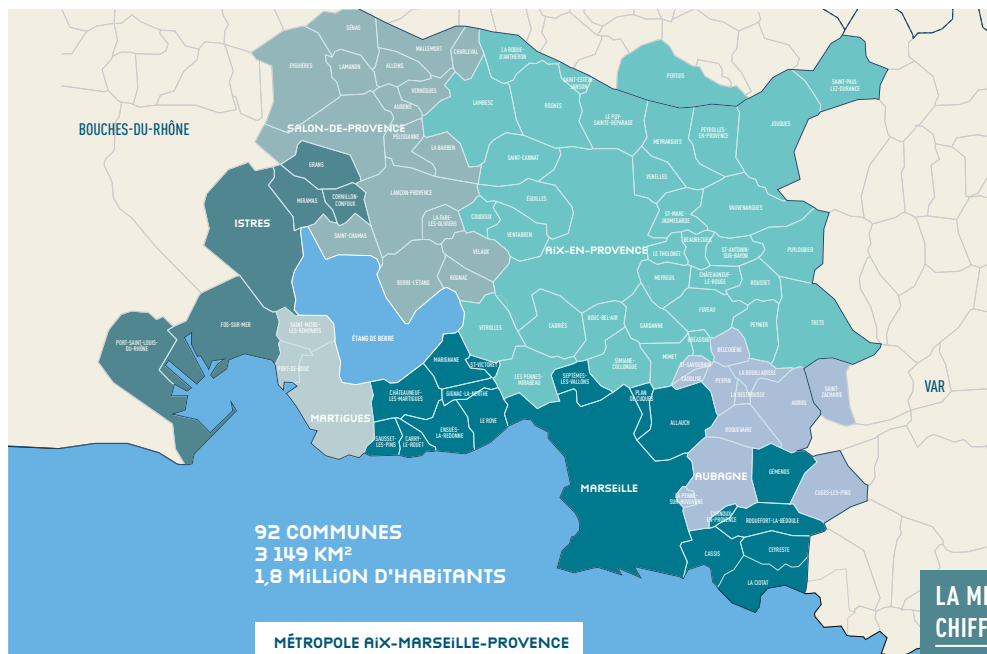 SÉNAS
MALLEMORT
CHARLEVAL
LA ROQUE-
D'ANTHÉRON
EYGUIÈRES
LAMANON
ALLEINS
VERNÈGUES
SAINT-ESTÈVE-
JANSON
PERTUIS
SAINT-PAUL-
LEZ-DURANCE
AURONS
LAMBESC
ROGNES
LE PUY-
SAINTE-RÉPARADE
PEYROLLES-
EN-PROVENCE
JOUQUES
MEYRARGUES
BOUCHES-DU-RHÔNE
SALON-DE-PROVENCE
PÉLISSANNE
LA BARBEN
SAINT-CANNAT
GRANS
VENELLES
LANÇON-PROVENCE
MIRAMAS
CORNILLON-
CONFOUX
ÉGUILLES
VAUVENARGUES
ISTRES
LA FARE-
LES-OLIVIERS
COUDOUX
VENTABREN
ST-MARC-
JAUMEGARDE
SAINT-CHAMAS
BEAURECUEIL
AIX-EN-PROVENCE
LE THOLONET
ST-ANTONIN-
SUR-BAYON
PUYLOUBIER
VELAUX
ROGNAC
BERRE-L'ÉTANG
MEYREUIL
CHÂTEAUNEUF-
LE-ROUGE
ROUSSET
FUVEAU
PORT-SAINT-LOUIS-
DU-RHÔNE
FOS-SUR-MER
SAINT-MITRE-
LES-REMPARTS
ÉTANG DE BERRE
VITROLLES
CABRIÈS
BOUC-BEL-AIR
GARDANNE
PEYNIER
TRETS
GRÉASQUE
BELCODÈNE
PORT-DE-BOUC
MARIGNANE
ST-VICTORET
LES PENNES-
MIRABEAU
SEPTÈMES-
LES-VALLONS
SIMIANE-
COLLONGUE
MIMET
ST-SAVOURNIN
CADOLIVE
PEYPIN
LA BOUILLADISSE
LA DESTROUSSE
AURIOL
SAINT-
ZACHARIE
VAR
MARTIGUES
CHÂTEAUNEUF-
LES-MARTIGUES
GIGNAC-LA-NERTHE
LE ROVE
PLAN
DE CUQUES
ALLAUCH
ROQUEVAIRE
SAUSSET-
LES-PINS
CARRY-
LE-ROUET
ENSUÈS-
LA-REDONNE
MARSEILLE
AUBAGNE
GÉMENOS
CUGES-LES-PINS
LA PENNE-
SUR-HUVEAUNE
CARNOUX-
EN-PROVENCE
ROQUEFORT-LA-BÉDOULE
CASSIS
CEYRESTE
LA CIOTAT
92 COMMUNES
3 149 KM²
1,8 MILLION D'HABITANTS
MÉTROPOLE AIX-MARSEILLE-PROVENCE
LA M
CHIFF